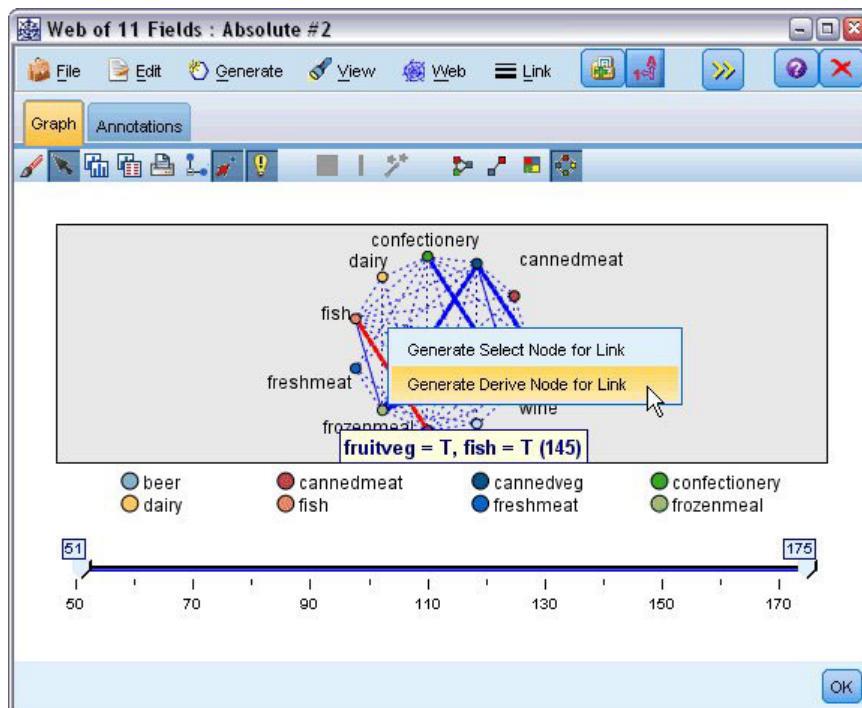 Web of 11 Fields : Absolute #2
File Edit Generate View Web Link
Graph Annotations
confectionery
dairy cannedmeat
fish
Generate Select Node for Link
freshmeat Generate Derive Node for Link
wine
frozenmeal
fruitveg = T, fish = T (145)
beer cannedmeat cannedveg confectionery
dairy fish freshmeat frozenmeal
51 175
50 70 90 110 130 150 170
OK